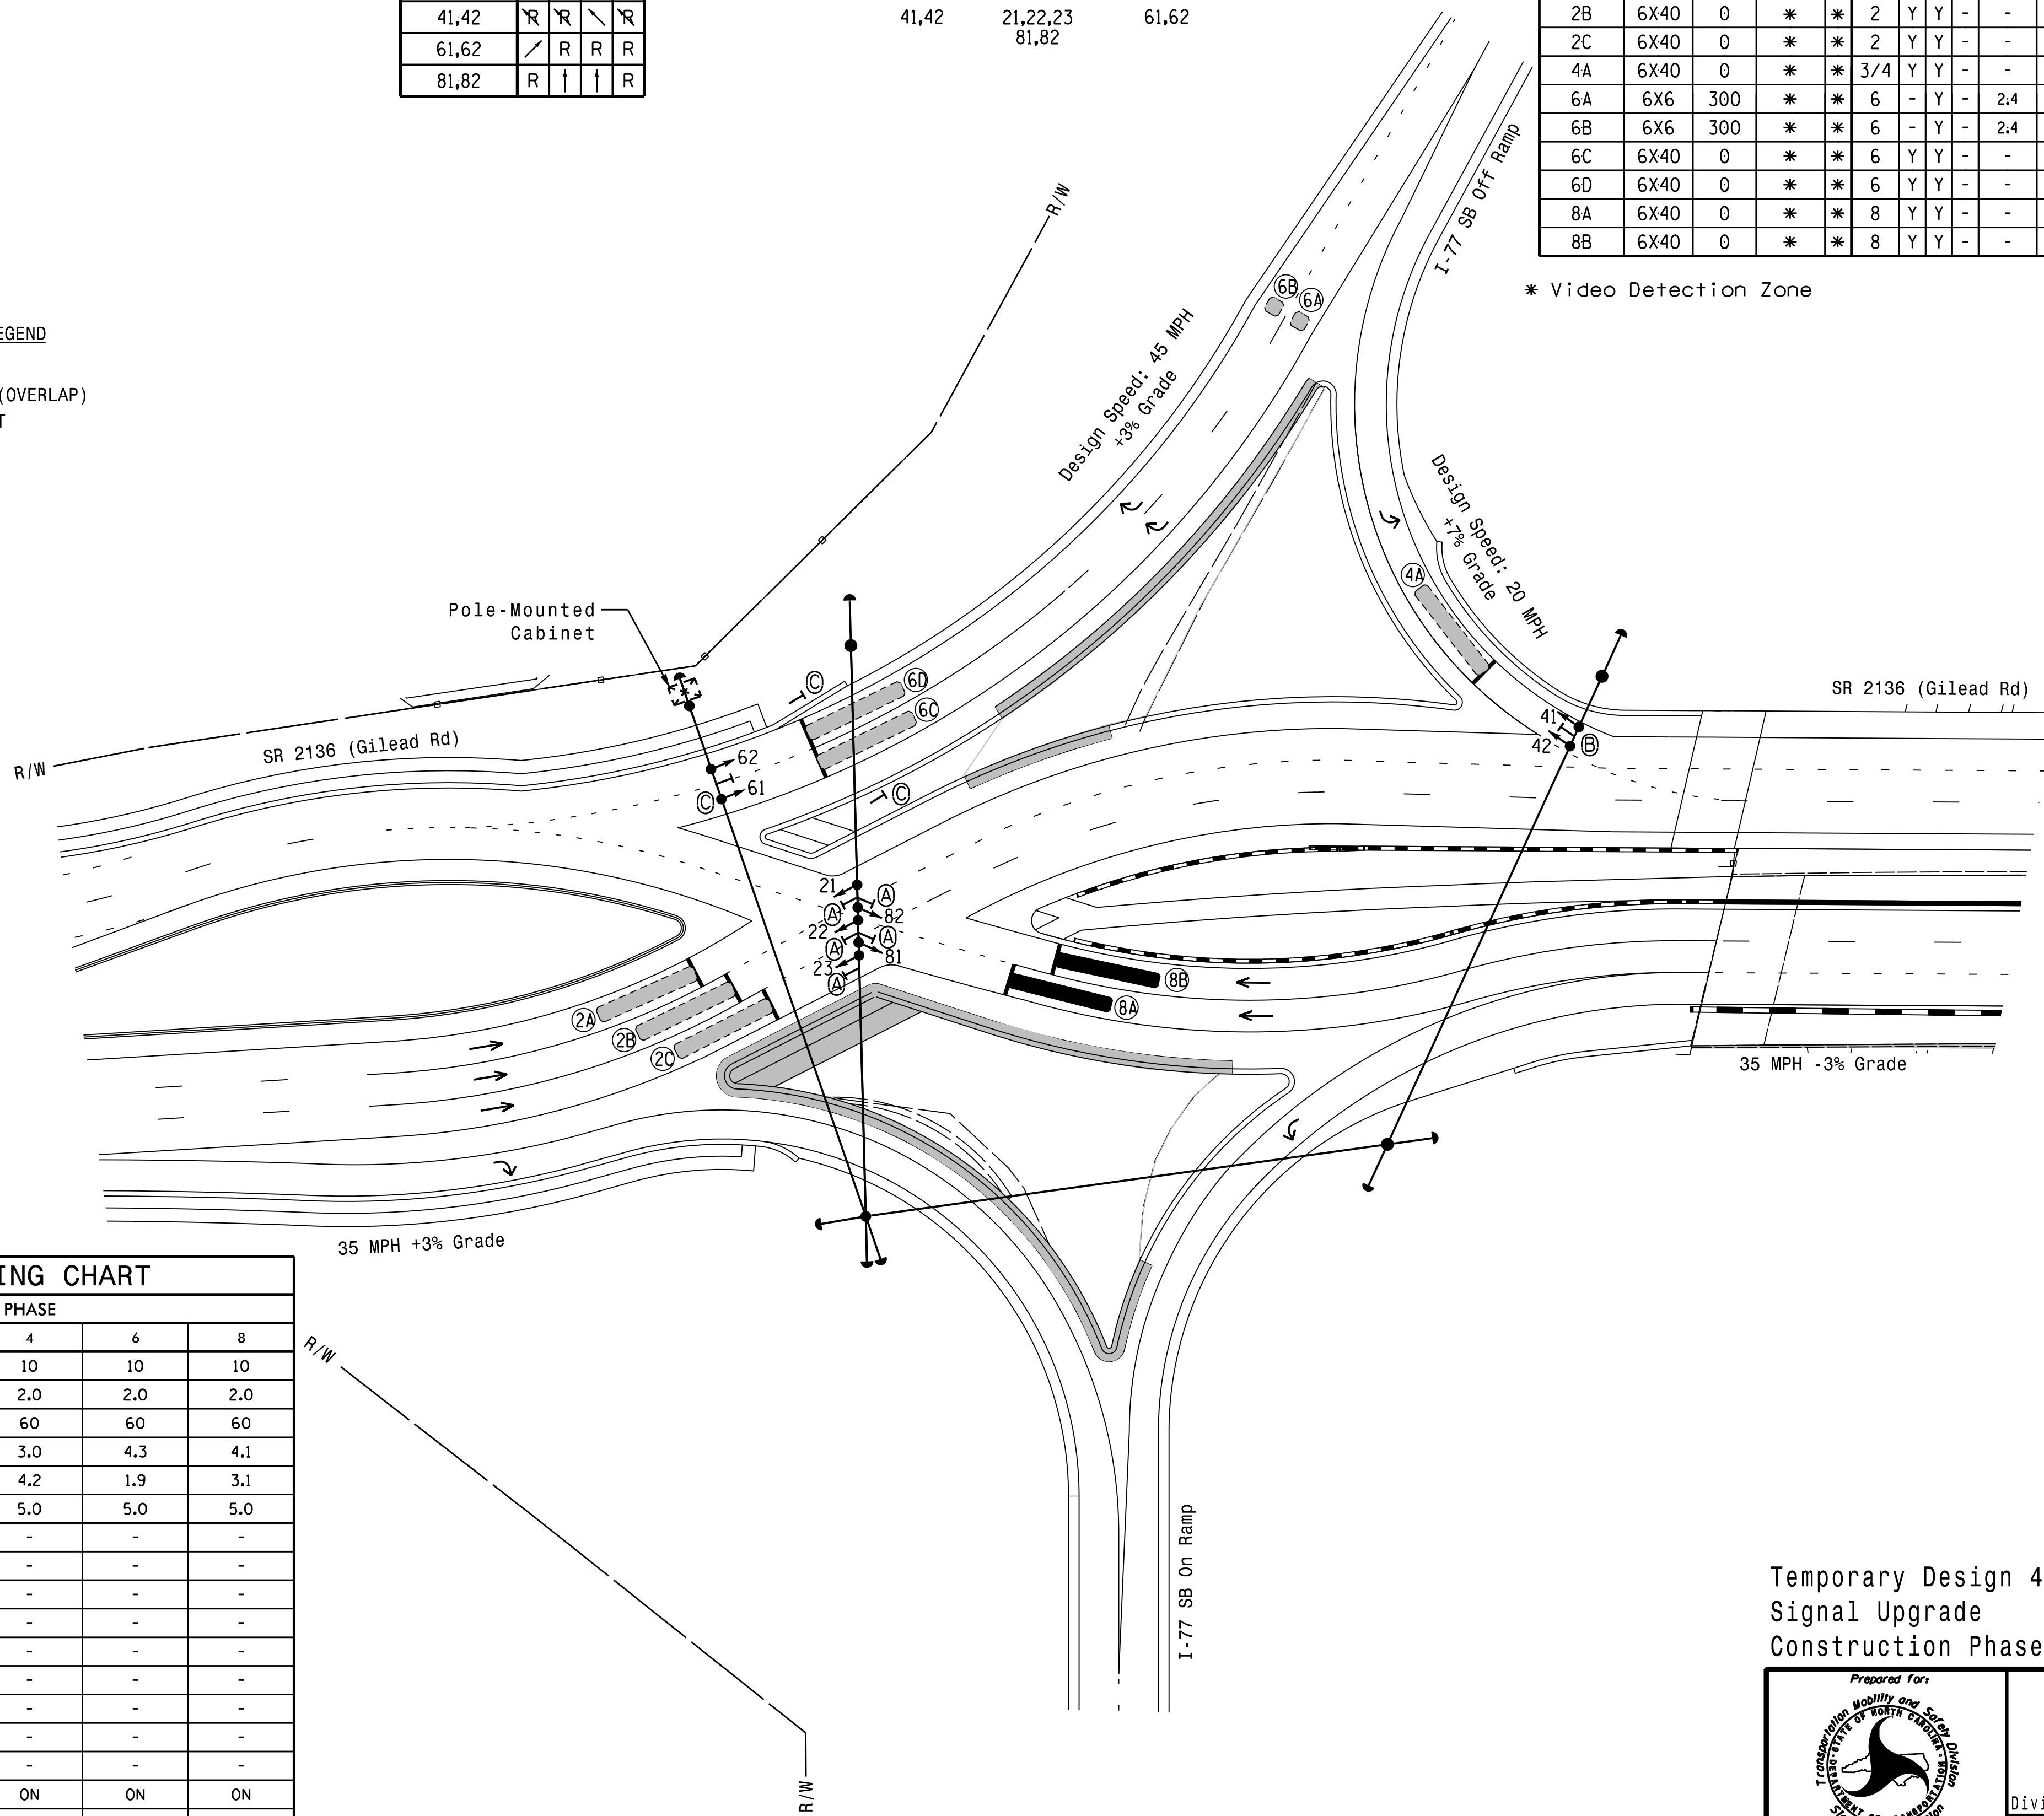 41,42 R R R
61,62 R R R
81,82 R R
41,42 21,22,23 61,62
81,82
2B 6X40 0 * * 2 Y Y - -
2C 6X40 0 * * 2 Y Y - -
4A 6X40 0 * * 3/4 Y Y - -
6A 6X6 300 * * 6 - Y - 2.4
6B 6X6 300 * * 6 - Y - 2.4
6C 6X40 0 * * 6 Y Y - -
6D 6X40 0 * * 6 Y Y - -
8A 6X40 0 * * 8 Y Y - -
8B 6X40 0 * * 8 Y Y - -
* Video Detection Zone
EGEND
(OVERLAP)
T
R/W
I-77 SB Off Ramp
6B
6A
Design Speed: 45 MPH
+3% Grade
Design Speed: 20 MPH
+7% Grade
4A
Pole-Mounted
Cabinet
C
6D
6C
SR 2136 (Gilead Rd)
SR 2136 (Gilead Rd)
R/W
62
61
C
C
41
42
B
21
A
A
82
22
A
A
81
23
A
2A
2B
2C
8B
8A
35 MPH -3% Grade
35 MPH +3% Grade
ING CHART
PHASE
4 6 8
10 10 10
2.0 2.0 2.0
60 60 60
3.0 4.3 4.1
4.2 1.9 3.1
5.0 5.0 5.0
- - -
- - -
- - -
- - -
- - -
- - -
- - -
- - -
- - -
ON ON ON
R/W
R/W
I-77 SB On Ramp
Temporary Design 4
Signal Upgrade
Construction Phase
Prepared for:
Transportation Mobility and Safety Division
STATE OF NORTH CAROLINA
Divi